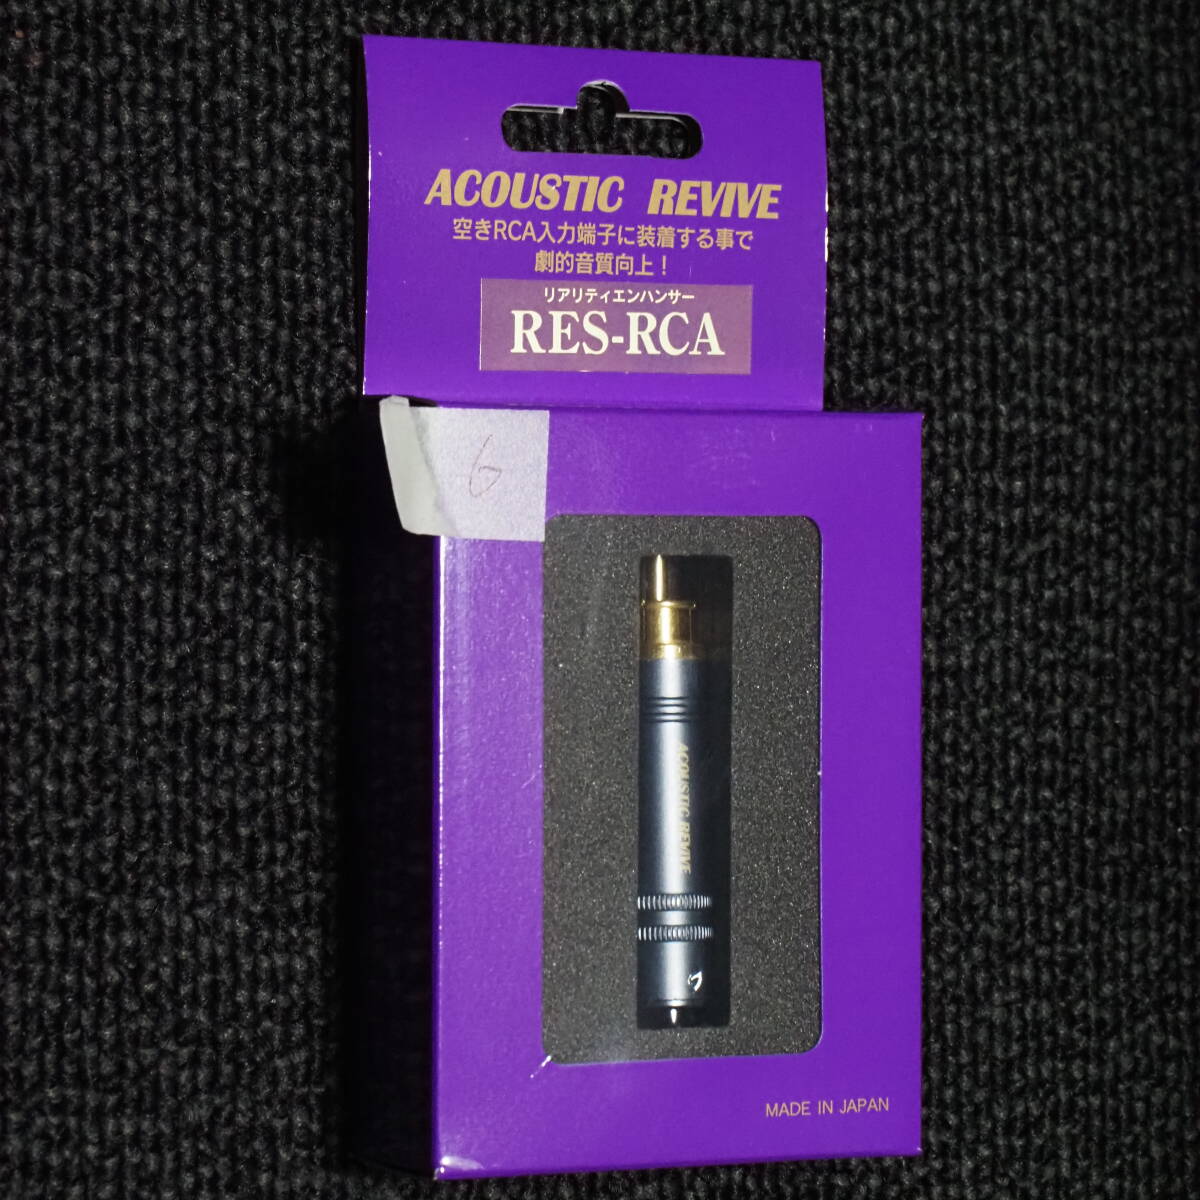 ACOUSTIC REVIVE
空きRCA入力端子に装着する事で
劇的音質向上！
リアリティエンハンサー
RES-RCA
6
ACOUSTIC REVIVE
MADE IN JAPAN